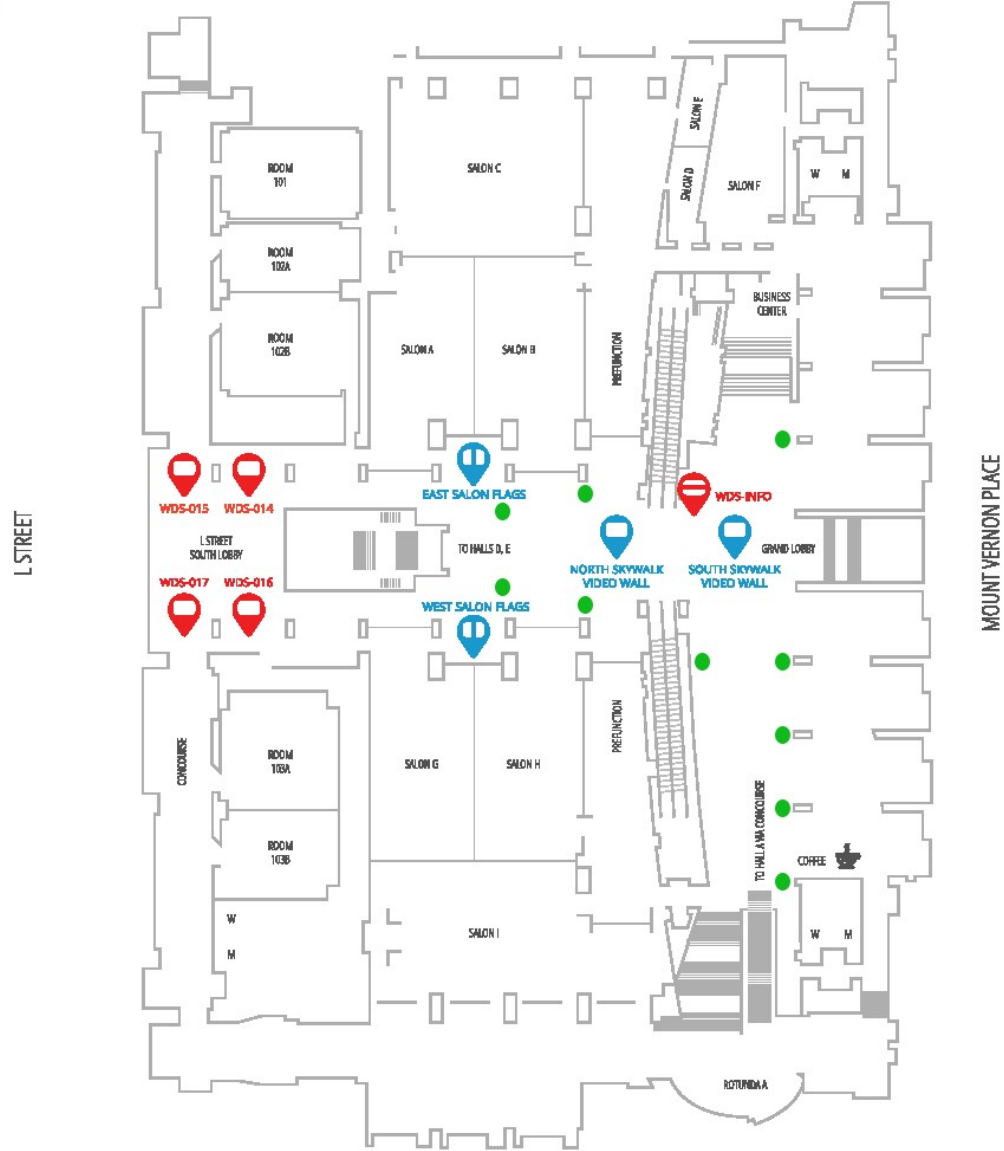 SALON E
ROOM
101
SALON C
SALON D
SALON F
W M
ROOM
102A
BUSINESS
CENTER
ROOM
102B
SALON A
SALON B
PREFUNCTION
EAST SALON FLAGS
WDS-015
WDS-014
WDS-INFO
L STREET
MOUNT VERNON PLACE
L STREET
SOUTH LOBBY
TO HALLS D, E
GRAND LOBBY
NORTH SKYWALK
VIDEO WALL
SOUTH SKYWALK
VIDEO WALL
WDS-017
WDS-016
WEST SALON FLAGS
PREFUNCTION
CONCOURSE
ROOM
103A
SALON G
SALON H
TO HALL A VIA CONCOURSE
ROOM
103B
COFFEE
W
M
SALON I
W M
ROTUNDA A